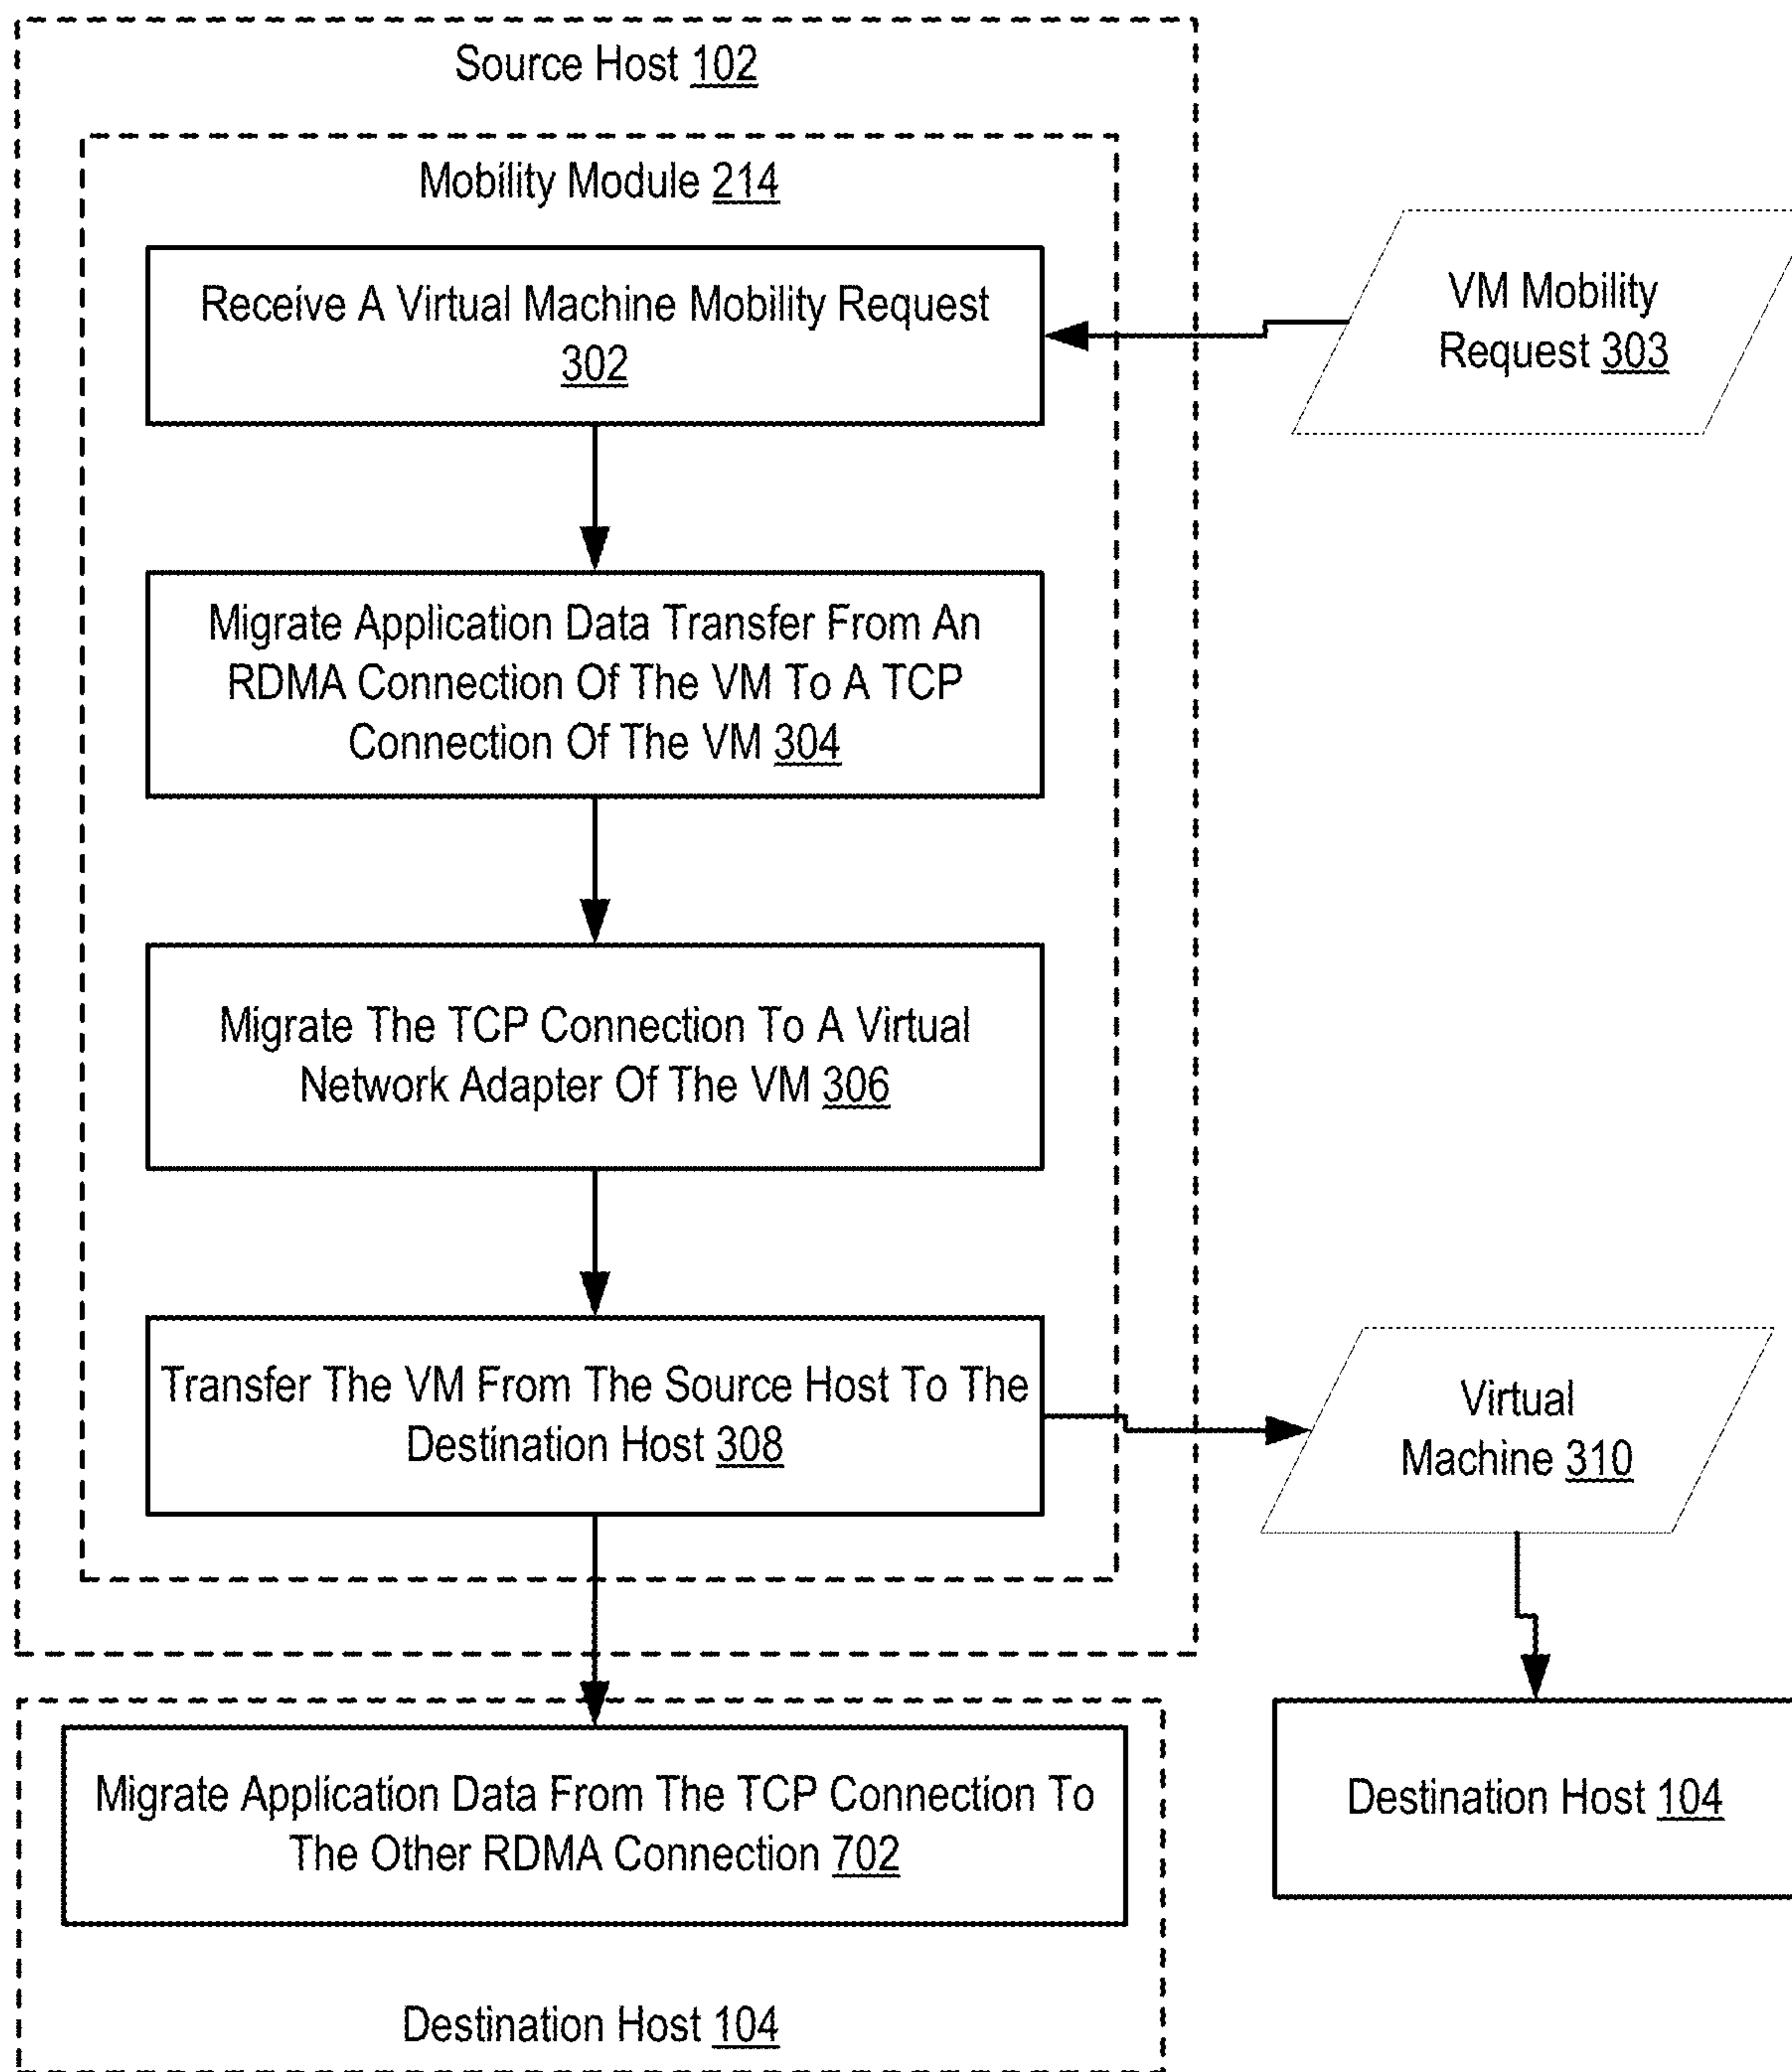 Source Host 102
Mobility Module 214
Receive A Virtual Machine Mobility Request
302
VM Mobility
Request 303
Migrate Application Data Transfer From An
RDMA Connection Of The VM To A TCP
Connection Of The VM 304
Migrate The TCP Connection To A Virtual
Network Adapter Of The VM 306
Transfer The VM From The Source Host To The
Destination Host 308
Virtual
Machine 310
Migrate Application Data From The TCP Connection To
The Other RDMA Connection 702
Destination Host 104
Destination Host 104